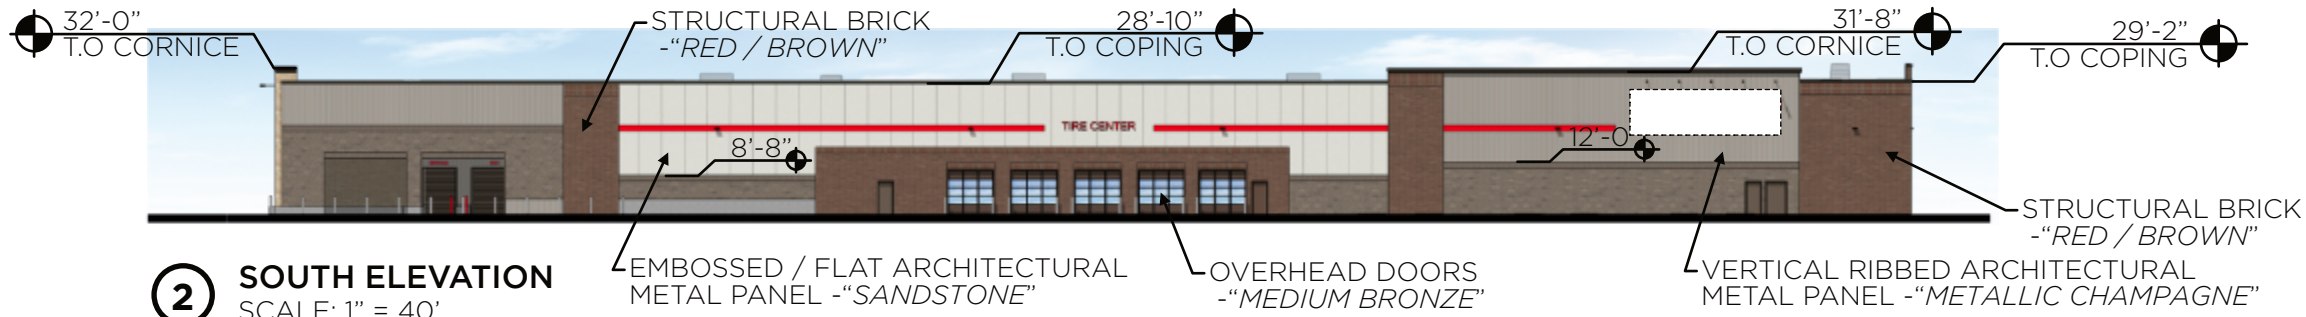 32’-0”
T.O CORNICE
STRUCTURAL BRICK
-“RED / BROWN”
28’-10”
T.O COPING
31’-8”
T.O CORNICE
29’-2”
T.O COPING
TIRE CENTER
8’-8”
12’-0
STRUCTURAL BRICK
-“RED / BROWN”
2
SOUTH ELEVATION
SCALE: 1” = 40’
EMBOSSED / FLAT ARCHITECTURAL
METAL PANEL -“SANDSTONE”
OVERHEAD DOORS
-“MEDIUM BRONZE”
VERTICAL RIBBED ARCHITECTURAL
METAL PANEL -“METALLIC CHAMPAGNE”